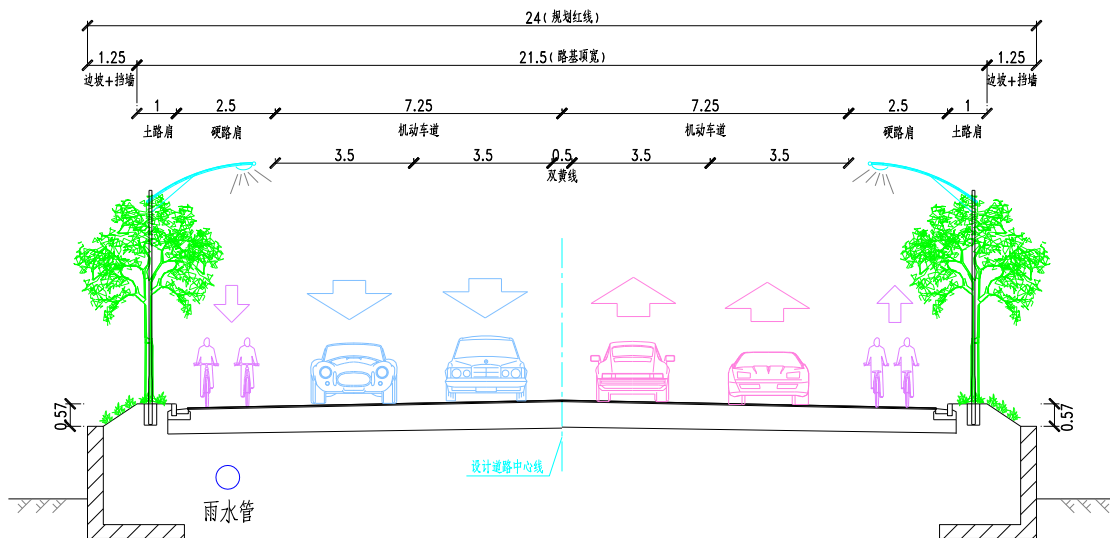 24(规划红线)
1.25 21.5(路基顶宽) 1.25
边坡+挡墙 边坡+挡墙
1 2.5 7.25 7.25 2.5 1
土路肩 硬路肩 机动车道 机动车道 硬路肩 土路肩
3.5 3.5 0.5 3.5 3.5
双黄线
0.57 0.57
设计道路中心线
雨水管